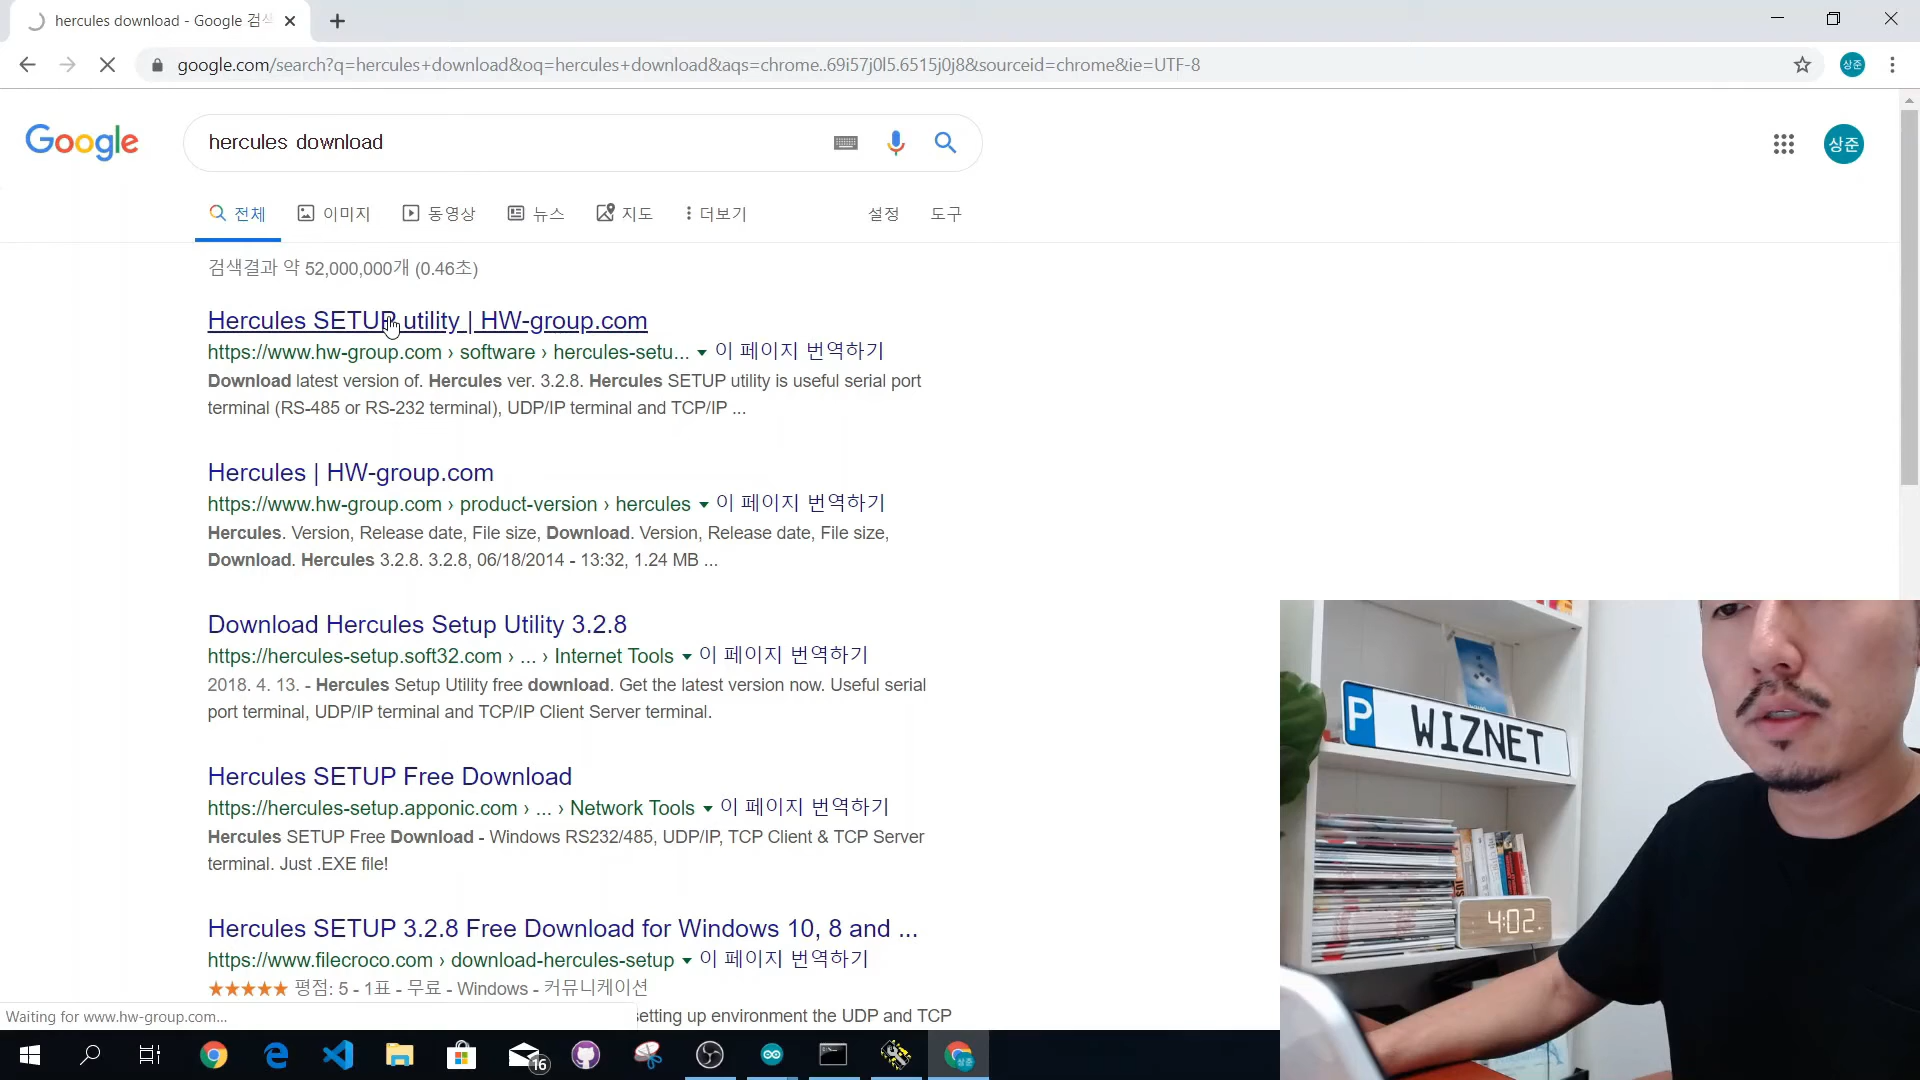 hercules download - Google 검색
google.com/search?q=hercules+download&oq=hercules+download&aqs=chrome..69i57j0l5.6515j0j8&sourceid=chrome&ie=UTF-8
상준
Google
hercules download
상준
전체 이미지 동영상 뉴스 지도 더보기 설정 도구
검색결과 약 52,000,000개 (0.46초)
Hercules SETUP utility | HW-group.com
https://www.hw-group.com › software › hercules-setu... 이 페이지 번역하기
Download latest version of. Hercules ver. 3.2.8. Hercules SETUP utility is useful serial port
terminal (RS-485 or RS-232 terminal), UDP/IP terminal and TCP/IP ...
Hercules | HW-group.com
https://www.hw-group.com › product-version › hercules 이 페이지 번역하기
Hercules. Version, Release date, File size, Download. Version, Release date, File size,
Download. Hercules 3.2.8. 3.2.8, 06/18/2014 - 13:32, 1.24 MB ...
Download Hercules Setup Utility 3.2.8
https://hercules-setup.soft32.com › ... › Internet Tools 이 페이지 번역하기
2018. 4. 13. - Hercules Setup Utility free download. Get the latest version now. Useful serial
port terminal, UDP/IP terminal and TCP/IP Client Server terminal.
Hercules SETUP Free Download
https://hercules-setup.apponic.com › ... › Network Tools 이 페이지 번역하기
Hercules SETUP Free Download - Windows RS232/485, UDP/IP, TCP Client & TCP Server
terminal. Just .EXE file!
Hercules SETUP 3.2.8 Free Download for Windows 10, 8 and ...
https://www.filecroco.com › download-hercules-setup 이 페이지 번역하기
평점: 5 - 1표 - 무료 - Windows - 커뮤니케이션
setting up environment the UDP and TCP
Waiting for www.hw-group.com...
16
P WIZNET
4:02